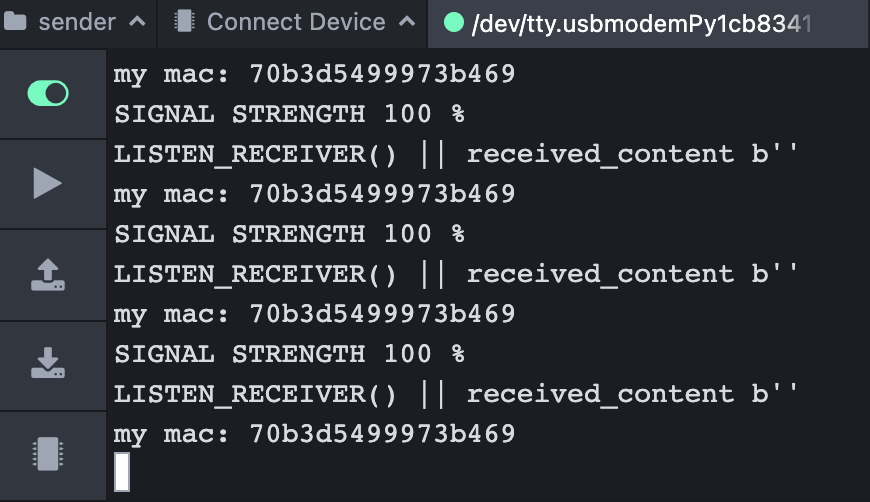 sender
Connect Device
/dev/tty.usbmodemPy1cb8341
my mac: 70b3d5499973b469
SIGNAL STRENGTH 100 %
LISTEN_RECEIVER() || received_content b''
my mac: 70b3d5499973b469
SIGNAL STRENGTH 100 %
LISTEN_RECEIVER() || received_content b''
my mac: 70b3d5499973b469
SIGNAL STRENGTH 100 %
LISTEN_RECEIVER() || received_content b''
my mac: 70b3d5499973b469